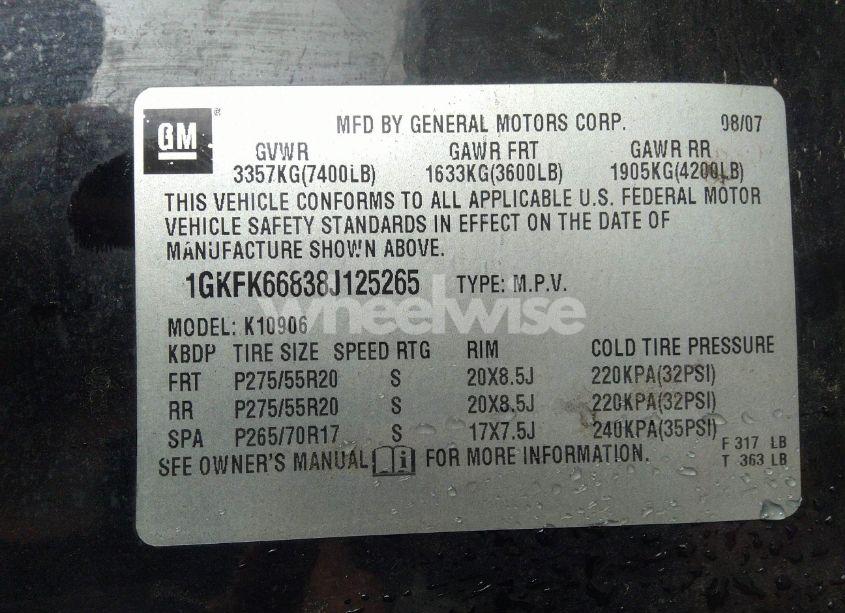 GM
MFD BY GENERAL MOTORS CORP. 08/07
GVWR GAWR FRT GAWR RR
3357KG(7400LB) 1633KG(3600LB) 1905KG(4200LB)
THIS VEHICLE CONFORMS TO ALL APPLICABLE U.S. FEDERAL MOTOR
VEHICLE SAFETY STANDARDS IN EFFECT ON THE DATE OF
MANUFACTURE SHOWN ABOVE.
1GKFK66838J125265 TYPE: M.P.V.
Wheelwise
MODEL: K10906
KBDP TIRE SIZE SPEED RTG RIM COLD TIRE PRESSURE
FRT P275/55R20 S 20X8.5J 220KPA(32PSI)
RR P275/55R20 S 20X8.5J 220KPA(32PSI)
SPA P265/70R17 S 17X7.5J 240KPA(35PSI)
F 317 LB
SEE OWNER'S MANUAL FOR MORE INFORMATION.
T 363 LB